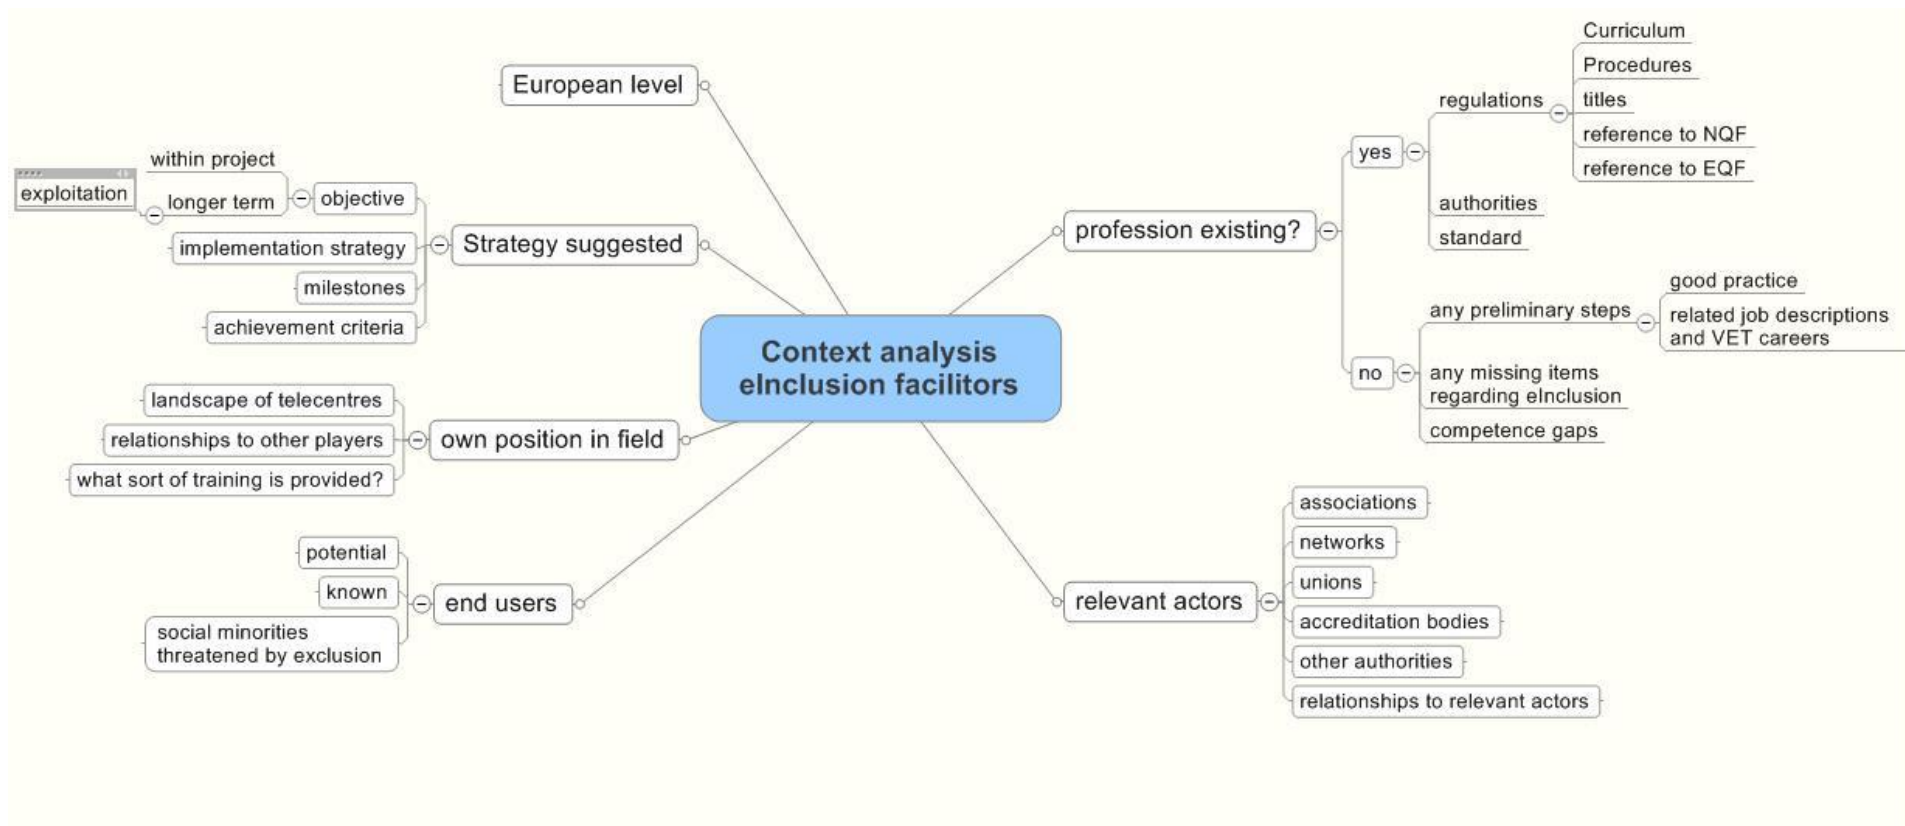 Context analysis
eInclusion facilitors
European level
Strategy suggested
objective
within project
longer term
exploitation
implementation strategy
milestones
achievement criteria
own position in field
landscape of telecentres
relationships to other players
what sort of training is provided?
end users
potential
known
social minorities
threatened by exclusion
profession existing?
yes
regulations
Curriculum
Procedures
titles
reference to NQF
reference to EQF
authorities
standard
no
any preliminary steps
good practice
related job descriptions
and VET careers
any missing items
regarding eInclusion
competence gaps
relevant actors
associations
networks
unions
accreditation bodies
other authorities
relationships to relevant actors